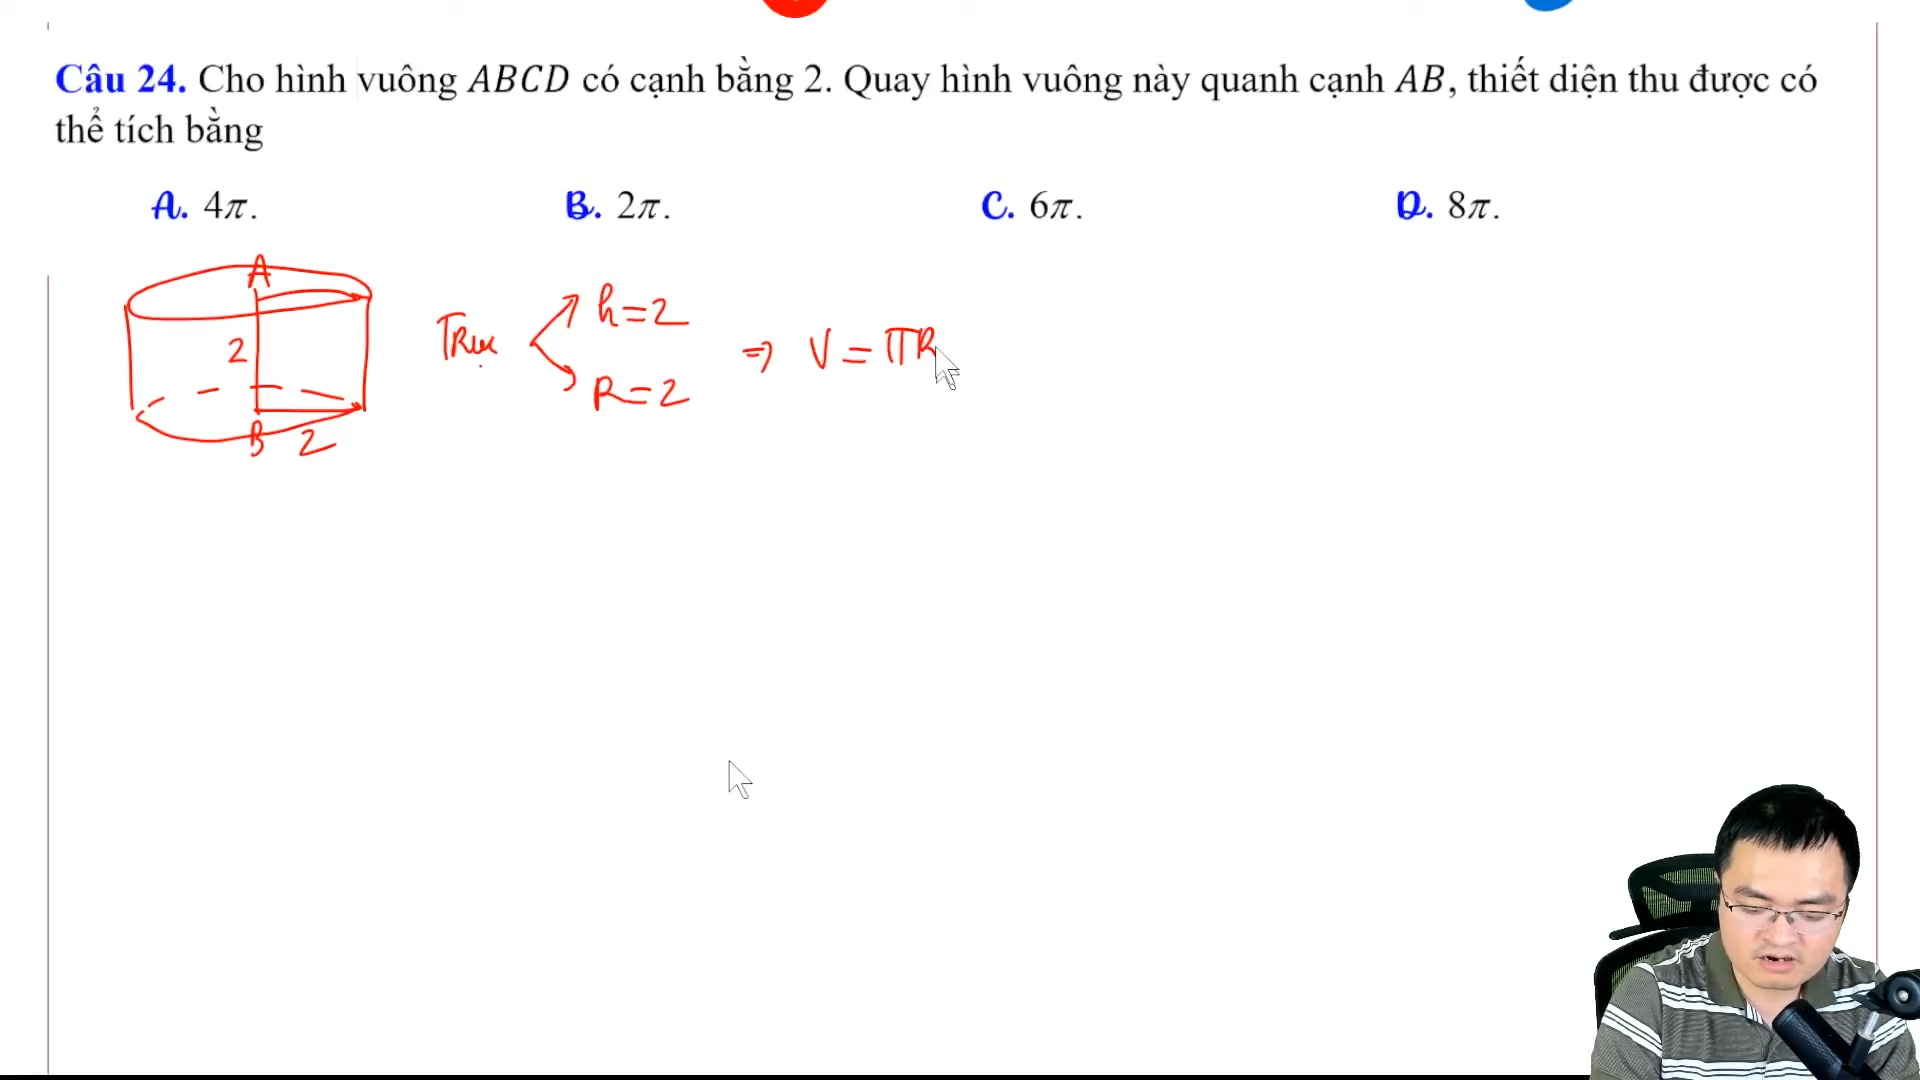 Câu 24. Cho hình vuông ABCD có cạnh bằng 2. Quay hình vuông này quanh cạnh AB, thiết diện thu được có
thể tích bằng
A. 4π.
B. 2π.
C. 6π.
D. 8π.
A
2
B 2
TRụ
h=2
R=2
⇒ V = πR